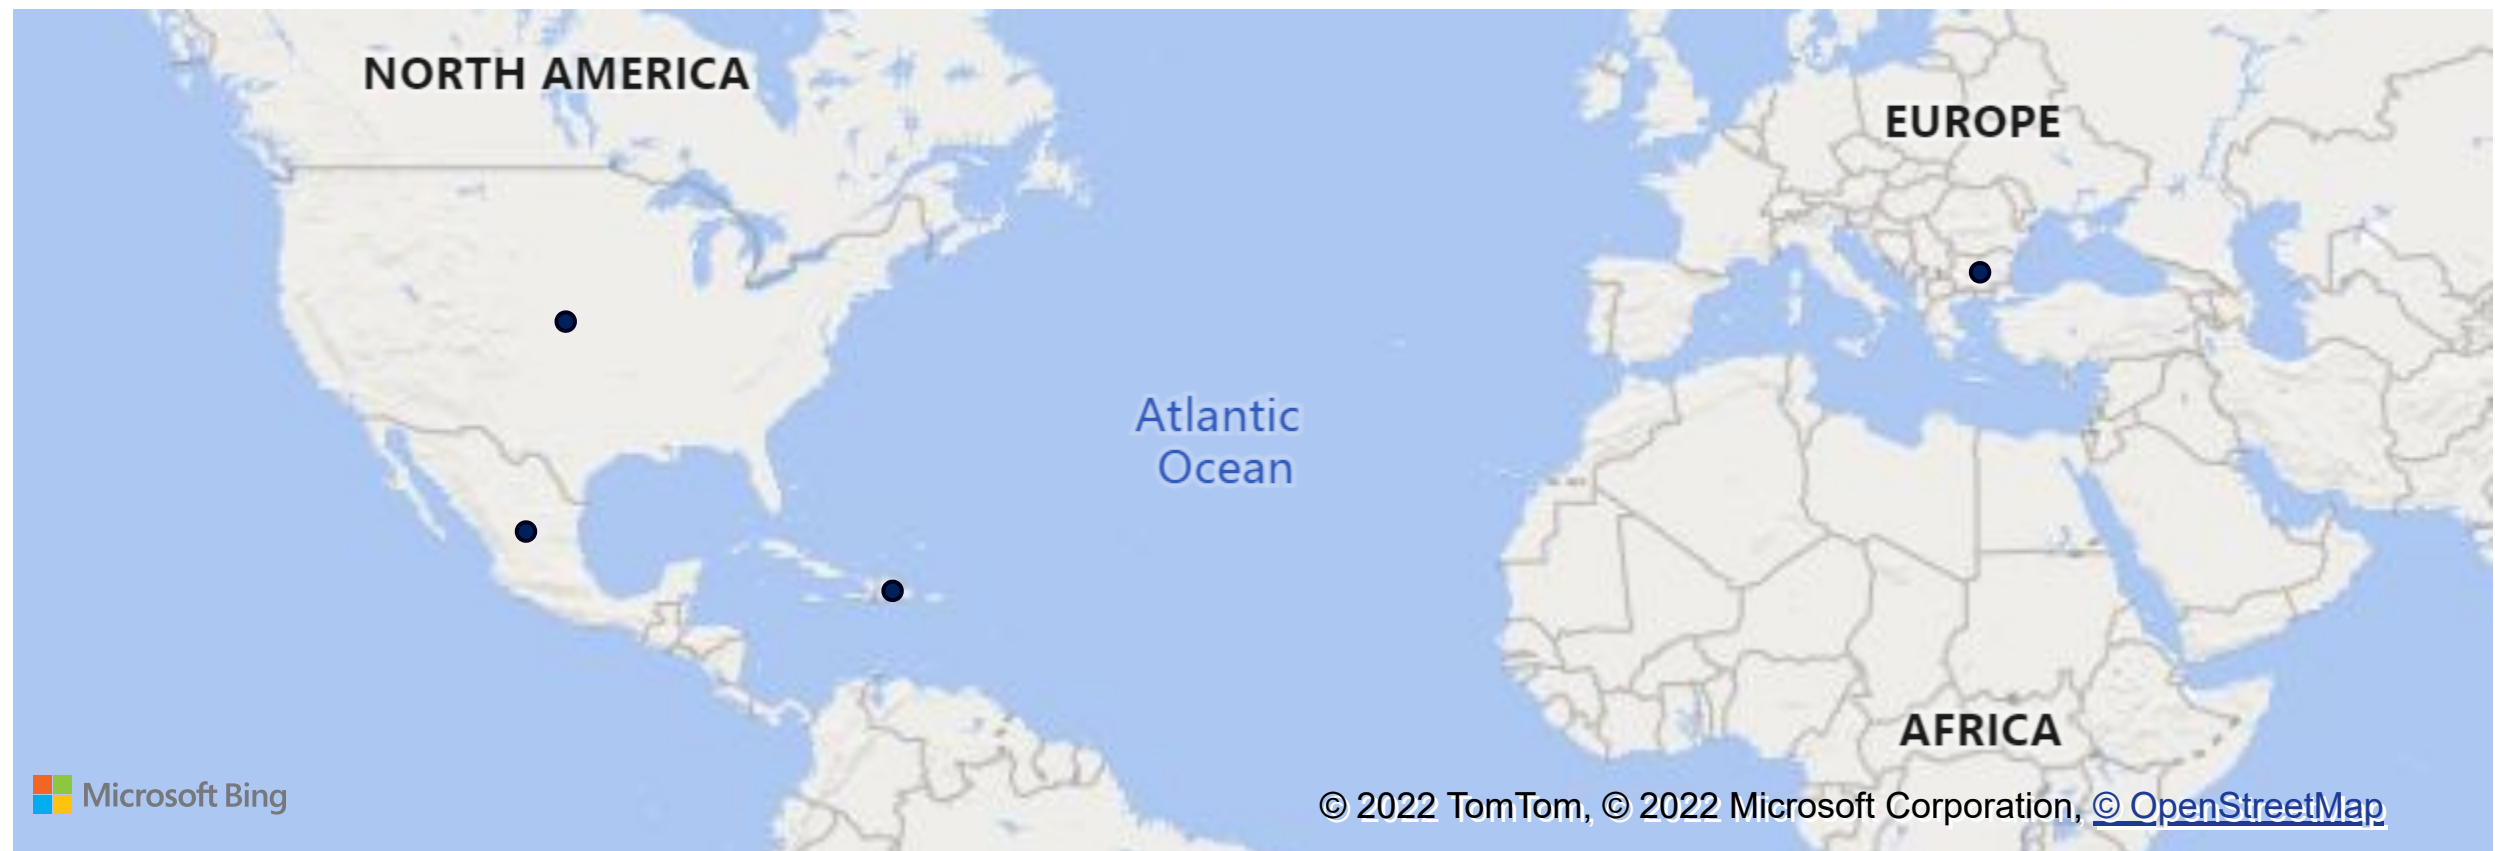 NORTH AMERICA
EUROPE
Atlantic
Ocean
AFRICA
Microsoft Bing
© 2022 TomTom, © 2022 Microsoft Corporation, © OpenStreetMap